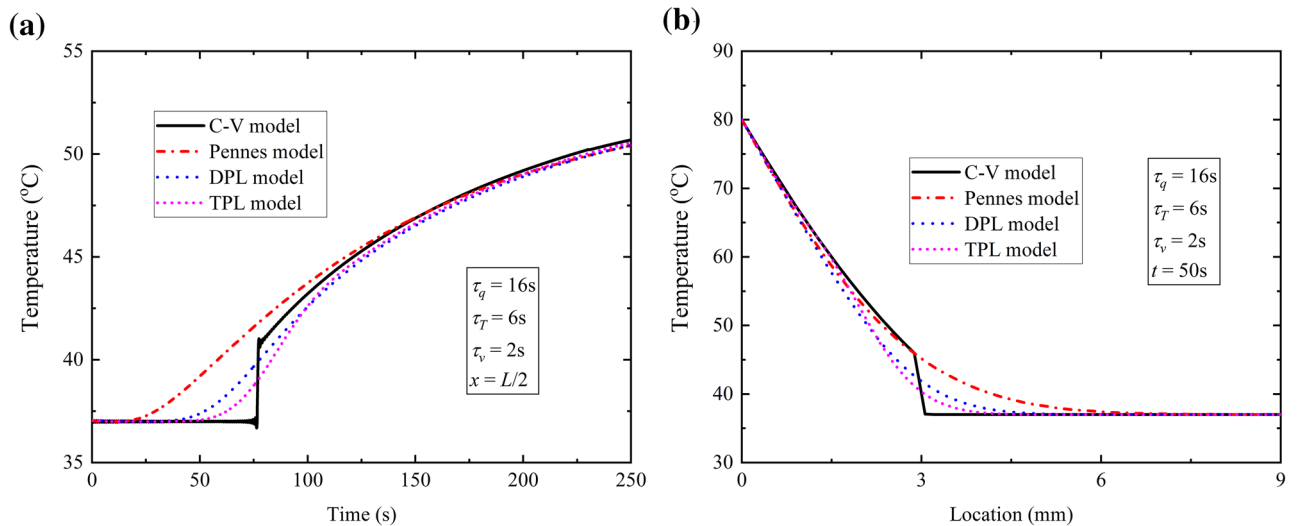 (a)
55
50
45
40
35
Temperature (°C)
0
50
100
150
200
250
Time (s)
C-V model
Pennes model
DPL model
TPL model
τq = 16s
τT = 6s
τv = 2s
x = L/2
(b)
90
80
70
60
50
40
30
Temperature (°C)
0
3
6
9
Location (mm)
C-V model
Pennes model
DPL model
TPL model
τq = 16s
τT = 6s
τv = 2s
t = 50s